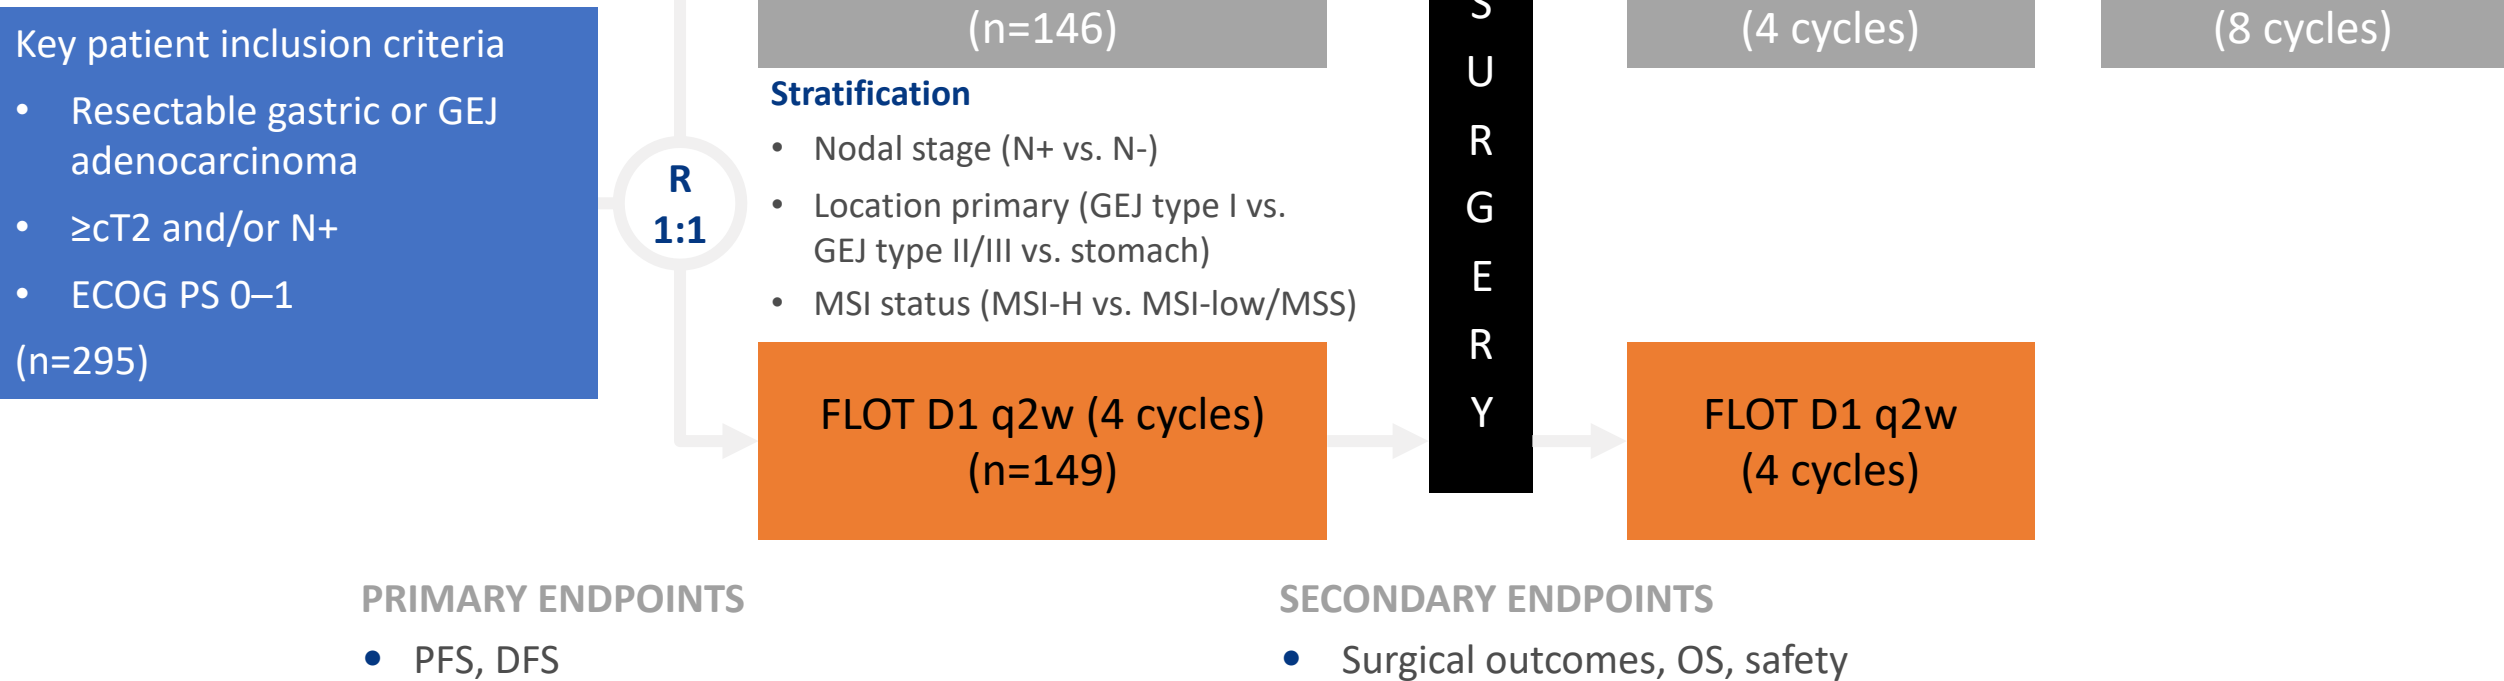 (n=146)
(4 cycles)
(8 cycles)
Key patient inclusion criteria
• Resectable gastric or GEJ
adenocarcinoma
• ≥cT2 and/or N+
• ECOG PS 0–1
(n=295)
R
1:1
Stratification
• Nodal stage (N+ vs. N-)
• Location primary (GEJ type I vs.
GEJ type II/III vs. stomach)
• MSI status (MSI-H vs. MSI-low/MSS)
FLOT D1 q2w (4 cycles)
(n=149)
S
U
R
G
E
R
Y
FLOT D1 q2w
(4 cycles)
PRIMARY ENDPOINTS
• PFS, DFS
SECONDARY ENDPOINTS
• Surgical outcomes, OS, safety